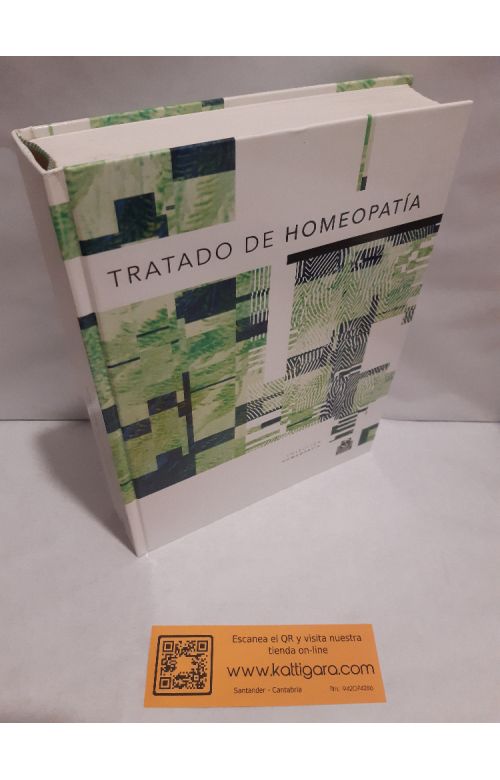 TRATADO DE HOMEOPATÍA
Escanea el QR y visita nuestra
tienda on-line
www.kattigara.com
Santander - Cantabria